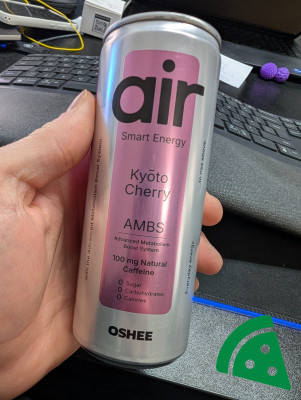 air
Smart Energy
Kyōto
Cherry
AMBS
Advanced Metabolism
Boost System
100 mg Natural
Caffeine
0 Sugar
0 Carbohydrates
0 Calories
OSHEE